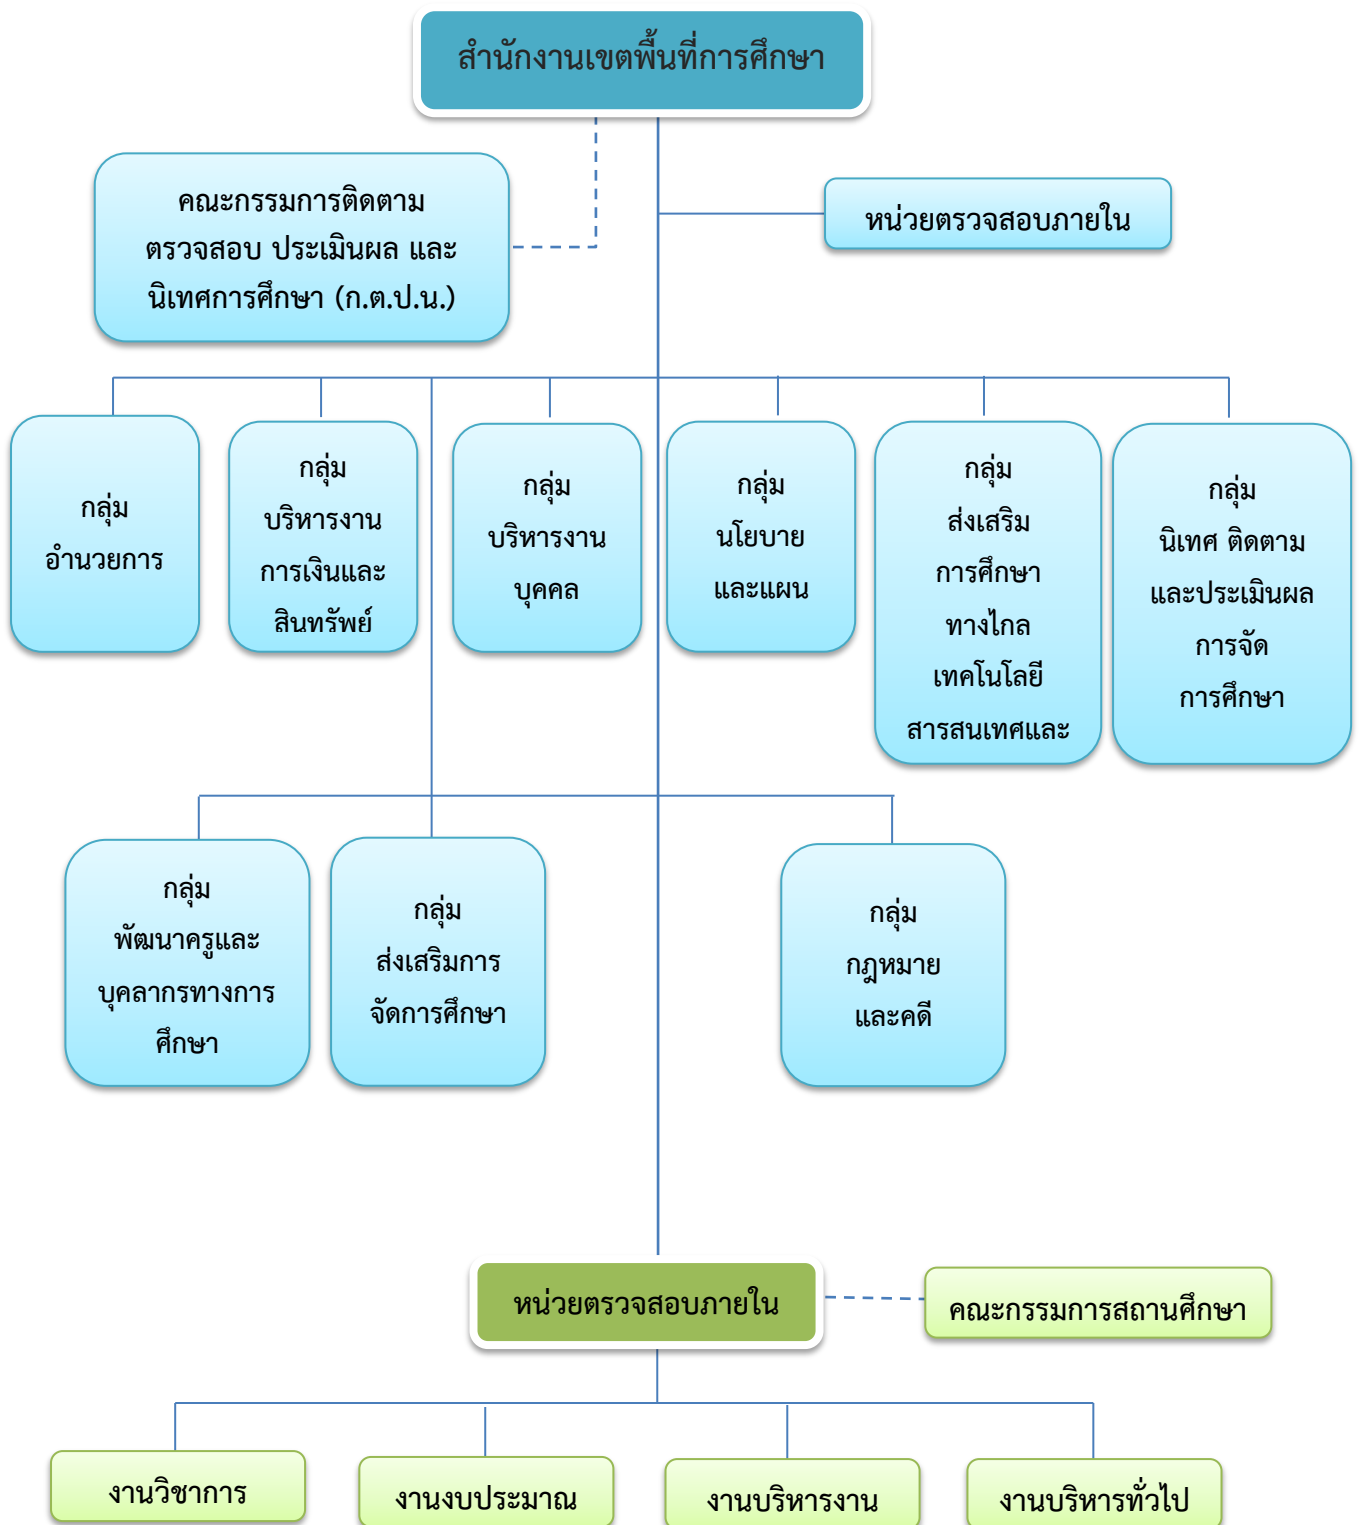 สำนักงานเขตพื้นที่การศึกษา
คณะกรรมการติดตาม
ตรวจสอบ ประเมินผล และ
นิเทศการศึกษา (ก.ต.ป.น.)
หน่วยตรวจสอบภายใน
กลุ่ม
อำนวยการ
กลุ่ม
บริหารงาน
การเงินและ
สินทรัพย์
กลุ่ม
บริหารงาน
บุคคล
กลุ่ม
นโยบาย
และแผน
กลุ่ม
ส่งเสริม
การศึกษา
ทางไกล
เทคโนโลยี
สารสนเทศและ
กลุ่ม
นิเทศ ติดตาม
และประเมินผล
การจัด
การศึกษา
กลุ่ม
พัฒนาครูและ
บุคลากรทางการ
ศึกษา
กลุ่ม
ส่งเสริมการ
จัดการศึกษา
กลุ่ม
กฎหมาย
และคดี
หน่วยตรวจสอบภายใน
คณะกรรมการสถานศึกษา
งานวิชาการ
งานงบประมาณ
งานบริหารงาน
งานบริหารทั่วไป